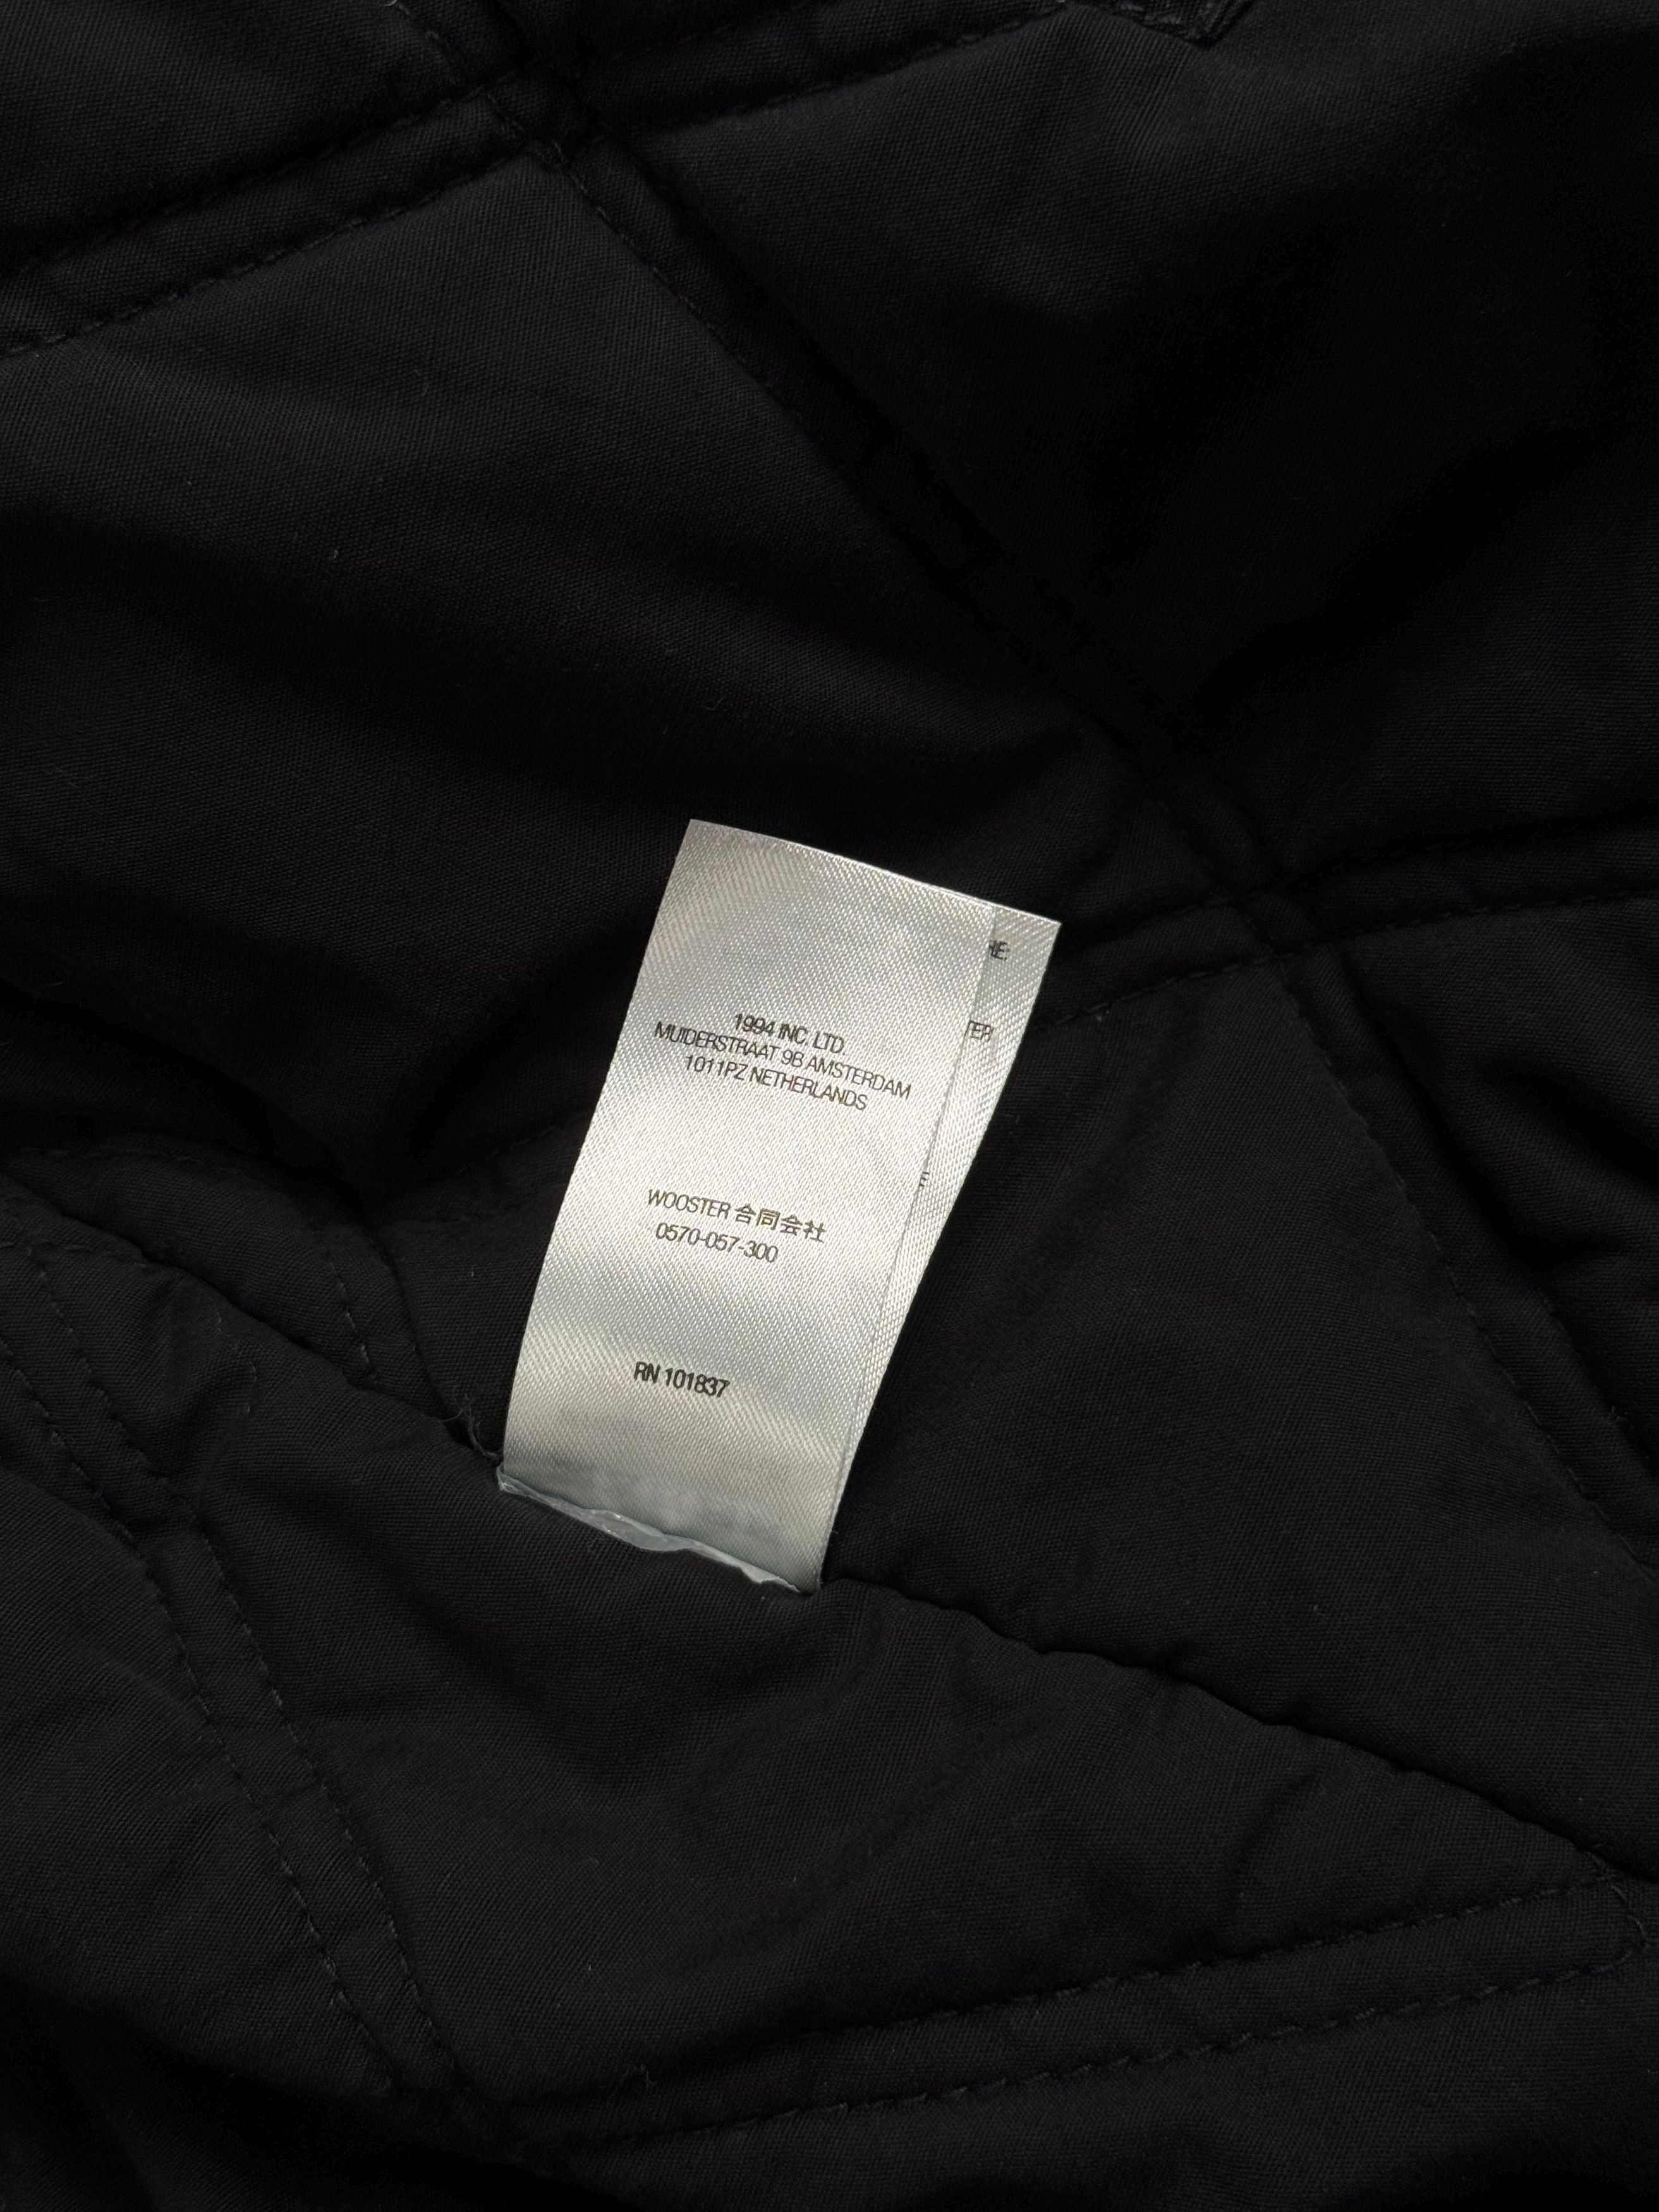 1994 INC. LTD
MUIDERSTRAAT 9B AMSTERDAM
1011PZ NETHERLANDS
WOOSTER 合同会社
0570-057-300
RN 101837